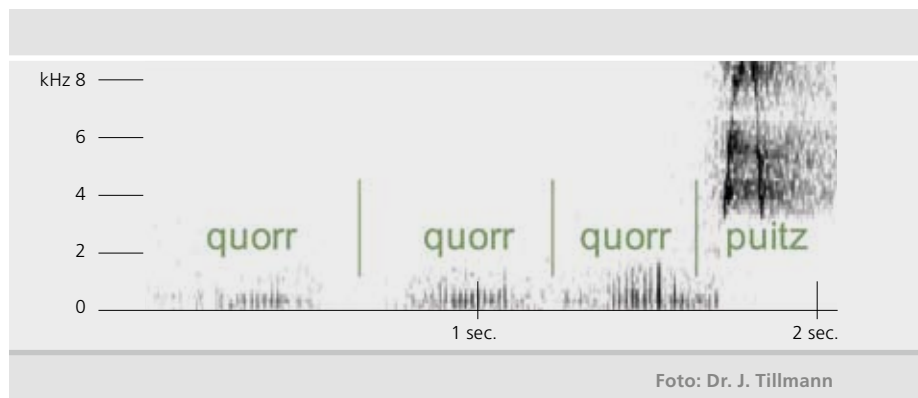 kHz 8
6
4
quorr quorr quorr puitz
2
0
1 sec. 2 sec.
Foto: Dr. J. Tillmann